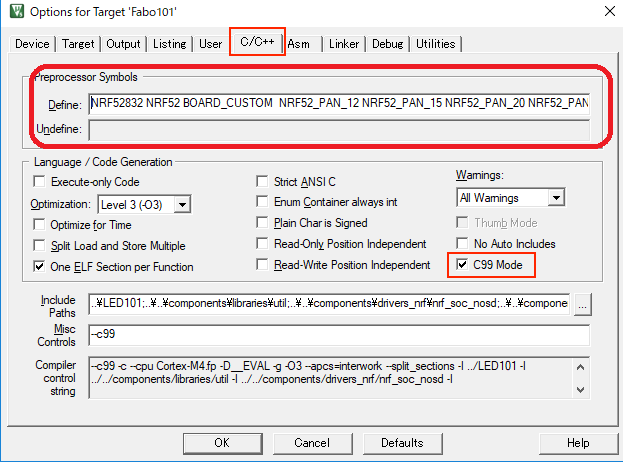 Options for Target 'Fabo101'
Device Target Output Listing User C/C++ Asm Linker Debug Utilities
Preprocessor Symbols
Define: NRF52832 NRF52 BOARD_CUSTOM  NRF52_PAN_12 NRF52_PAN_15 NRF52_PAN_20 NRF52_PAN
Undefine:
Language / Code Generation
Execute-only Code
Optimization: Level 3 (-O3)
Optimize for Time
Split Load and Store Multiple
One ELF Section per Function
Strict ANSI C
Enum Container always int
Plain Char is Signed
Read-Only Position Independent
Read-Write Position Independent
Warnings:
All Warnings
Thumb Mode
No Auto Includes
C99 Mode
Include Paths ..¥LED101;..¥..¥components¥libraries¥util;..¥..¥components¥drivers_nrf¥nrf_soc_nosd;..¥..¥compone ...
Misc Controls --c99
Compiler control string --c99 -c --cpu Cortex-M4.fp -D__EVAL -g -O3 --apcs=interwork --split_sections -I ../LED101 -I
../../components/libraries/util -I ../../components/drivers_nrf/nrf_soc_nosd -I
OK Cancel Defaults Help